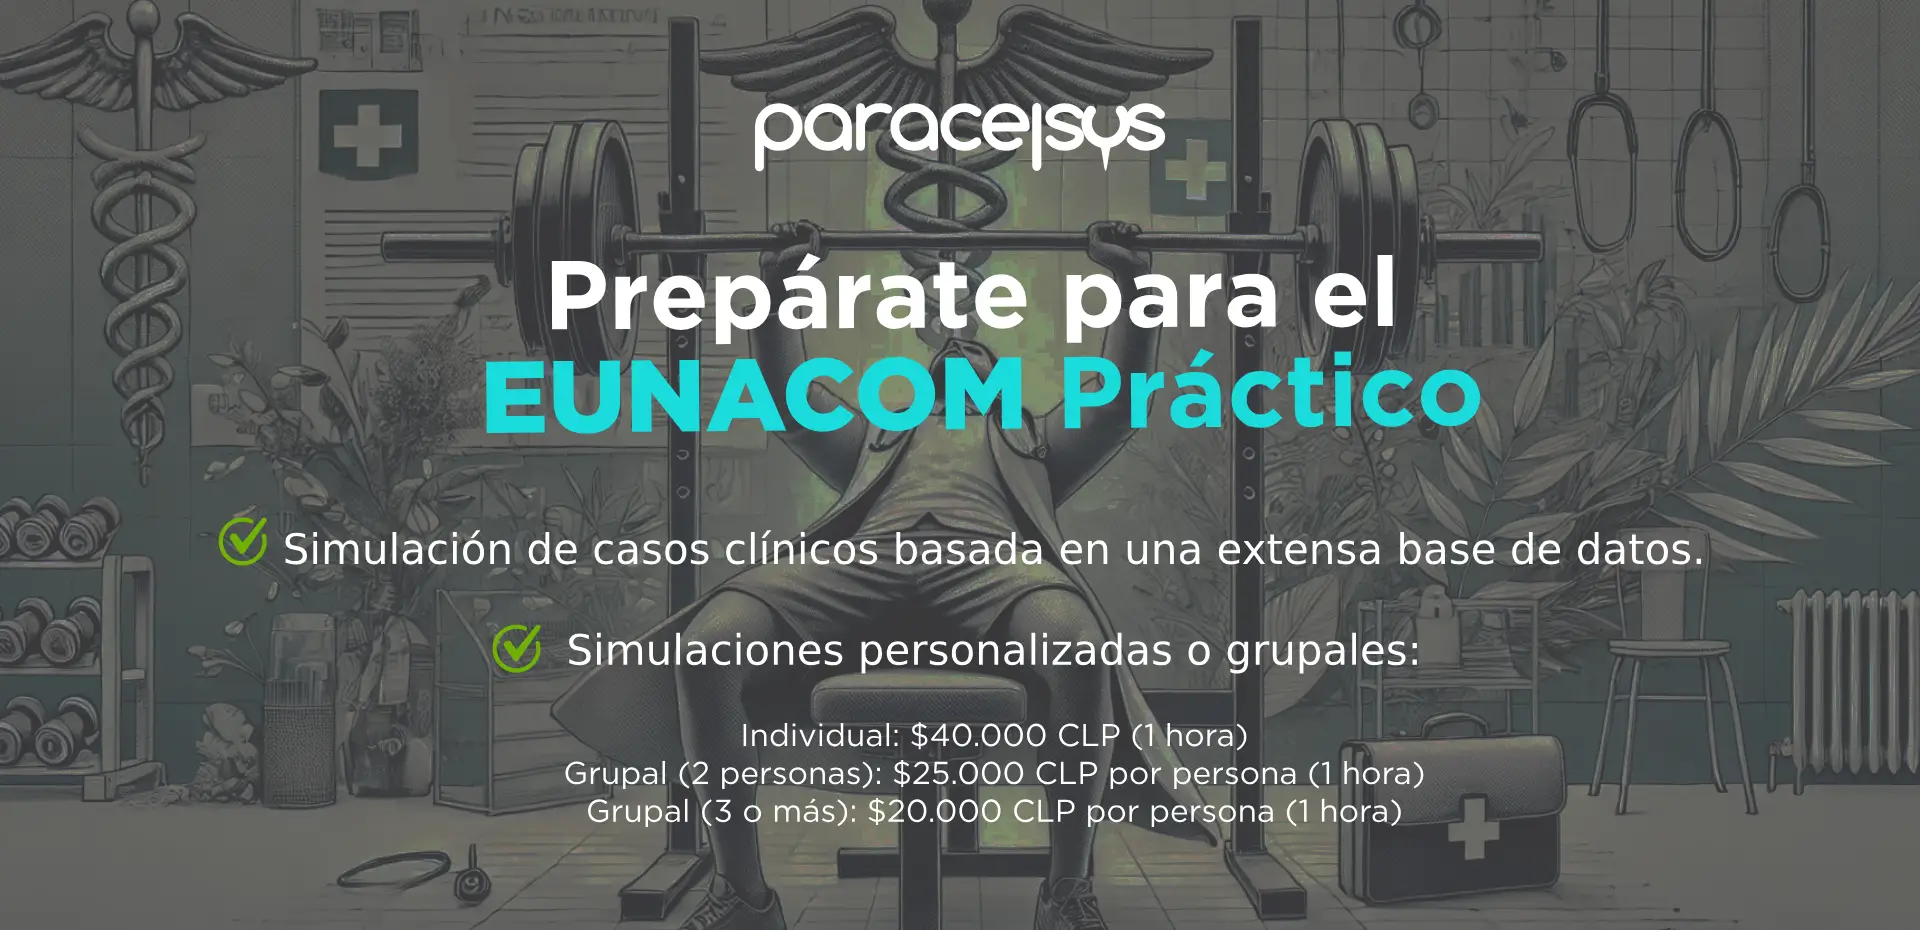 paracelsus
Prepárate para el
EUNACOM Práctico
Simulación de casos clínicos basada en una extensa base de datos.
Simulaciones personalizadas o grupales:
Individual: $40.000 CLP (1 hora)
Grupal (2 personas): $25.000 CLP por persona (1 hora)
Grupal (3 o más): $20.000 CLP por persona (1 hora)